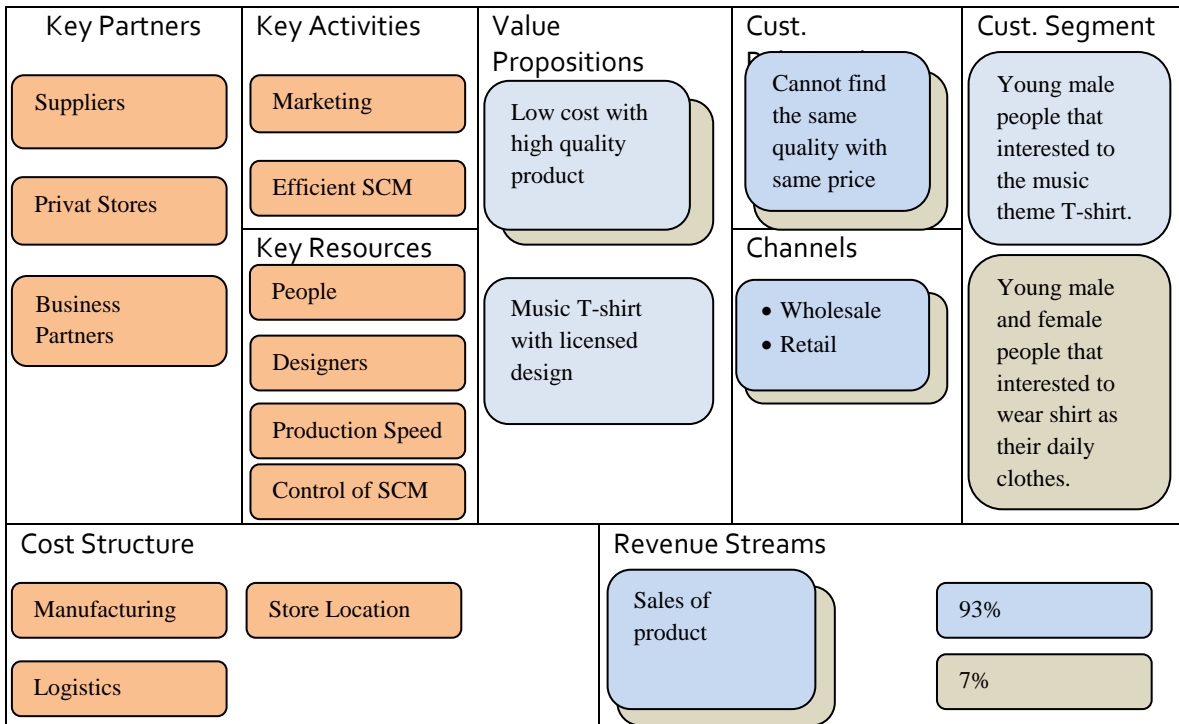 Key Partners
Suppliers
Privat Stores
Business
Partners
Key Activities
Marketing
Efficient SCM
Key Resources
People
Designers
Production Speed
Control of SCM
Value
Propositions
Low cost with
high quality
product
Music T-shirt
with licensed
design
Cust.
Cannot find
the same
quality with
same price
Channels
• Wholesale
• Retail
Cust. Segment
Young male
people that
interested to
the music
theme T-shirt.
Young male
and female
people that
interested to
wear shirt as
their daily
clothes.
Cost Structure
Manufacturing
Store Location
Logistics
Revenue Streams
Sales of
product
93%
7%